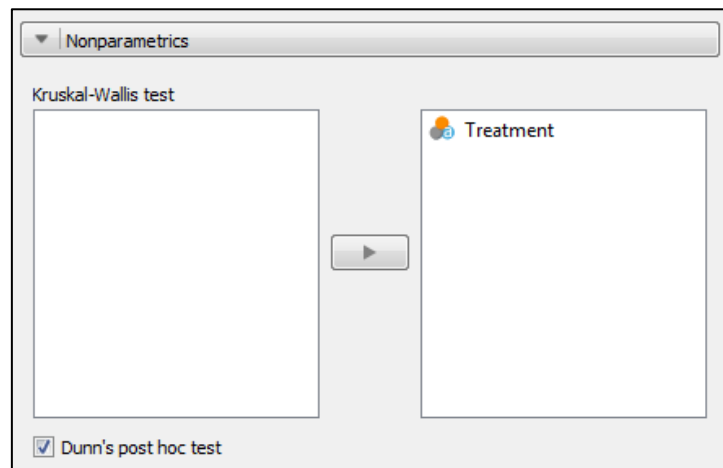 Nonparametrics
Kruskal-Wallis test
a Treatment
Dunn's post hoc test